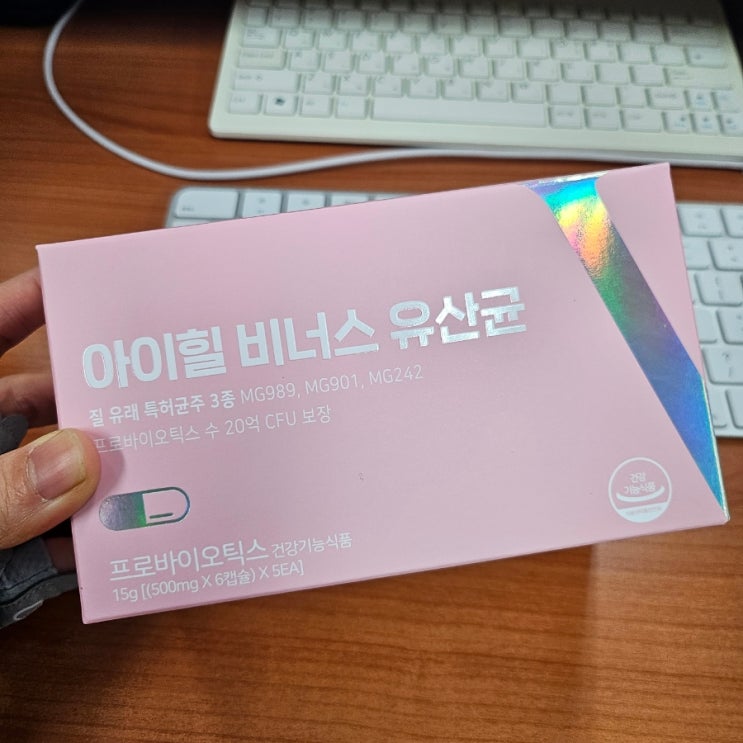 아이힐 비너스 유산균
질 유래 특허균주 3종 MG989, MG901, MG242
프로바이오틱스 수 20억 CFU 보장
건강
기능식품
프로바이오틱스 건강기능식품
15g [(500mg X 6캡슐) X 5EA]